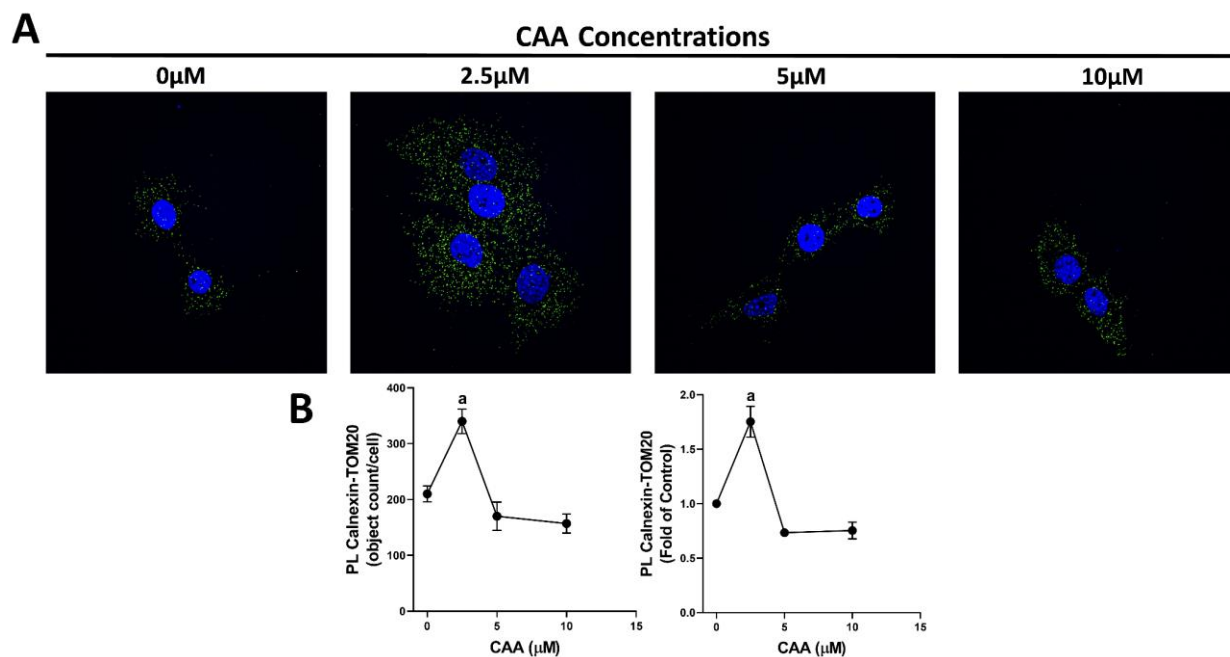 A
CAA Concentrations
0μM 2.5μM 5μM 10μM
B
PL Calnexin-TOM20
(object count/cell)
400
300
200
100
0
a
0 5 10 15
CAA (μM)
PL Calnexin-TOM20
(Fold of Control)
2.0
1.5
1.0
0.5
0.0
a
0 5 10 15
CAA (μM)